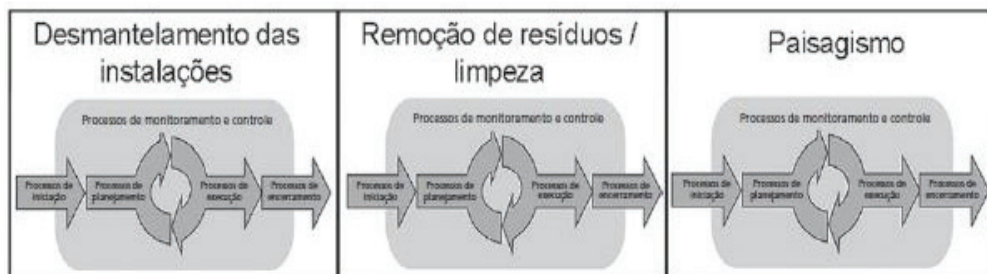 Desmantelamento das
instalações
Processos de monitoramento e controle
Processos de
iniciação
Processos de
planejamento
Processos de
execução
Processos de
encerramento
Remoção de resíduos /
limpeza
Processos de monitoramento e controle
Processos de
iniciação
Processos de
planejamento
Processos de
execução
Processos de
encerramento
Paisagismo
Processos de monitoramento e controle
Processos de
iniciação
Processos de
planejamento
Processos de
execução
Processos de
encerramento